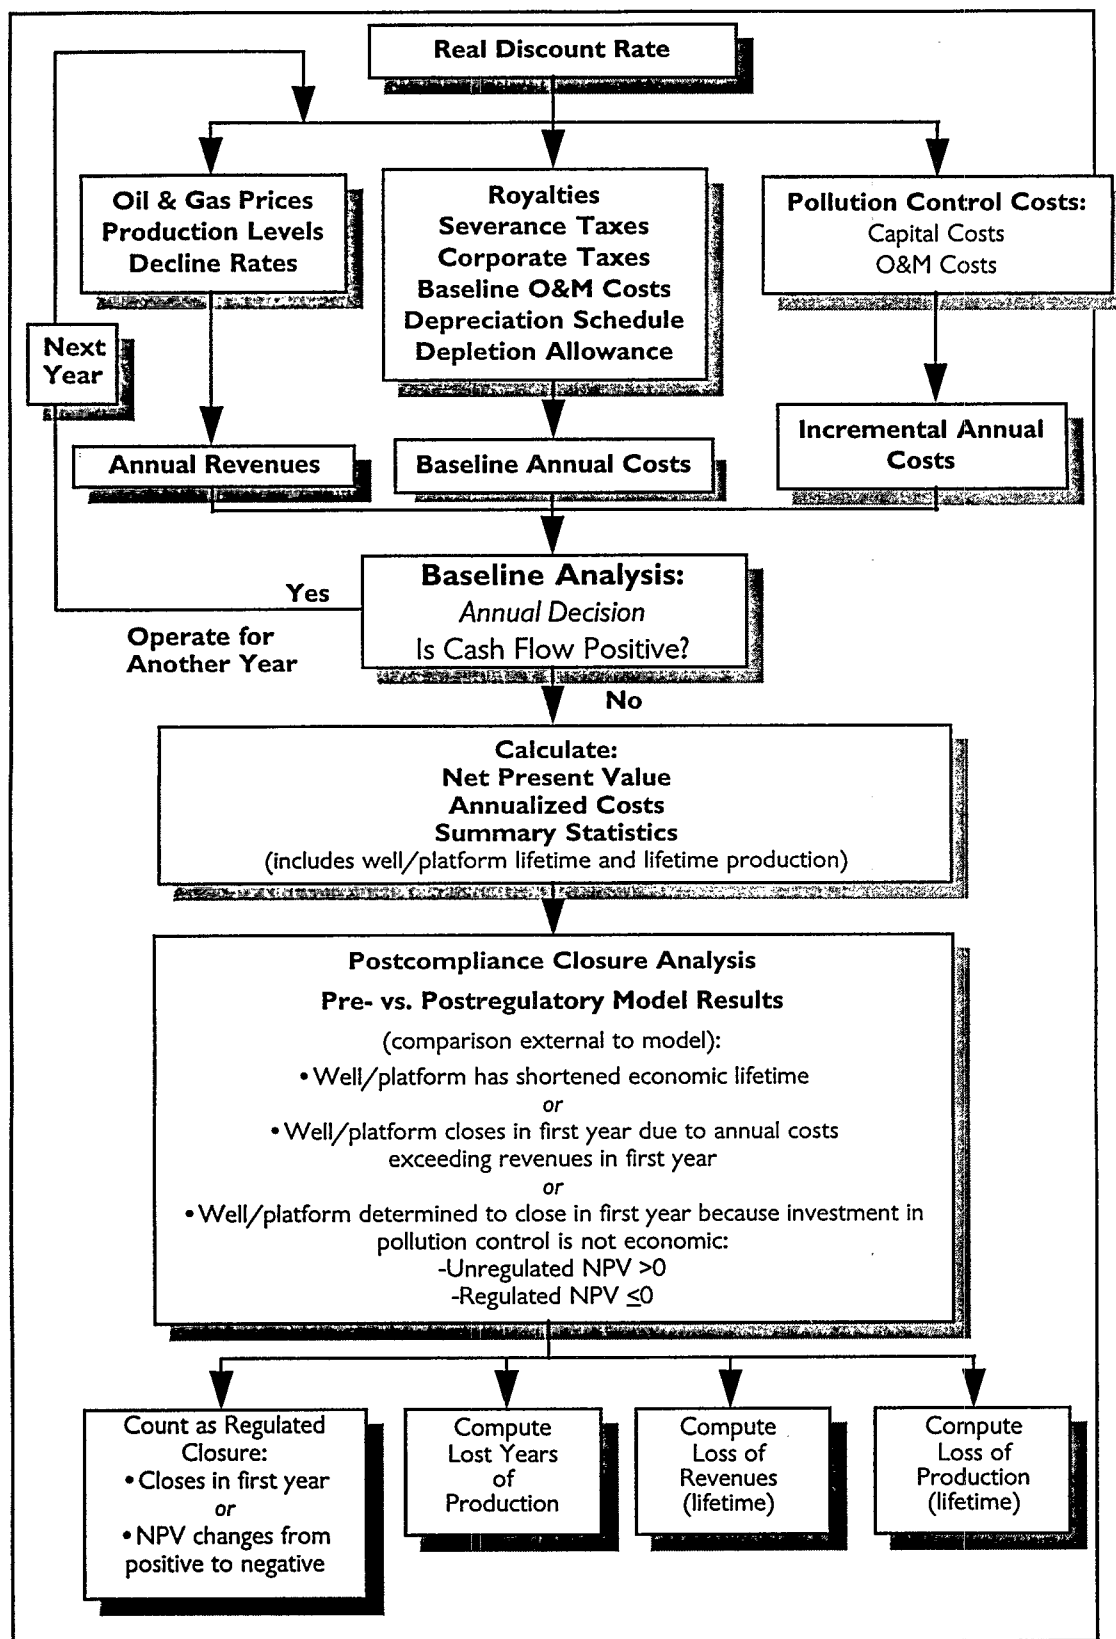 Real Discount Rate
Oil & Gas Prices
Production Levels
Decline Rates
Royalties
Severance Taxes
Corporate Taxes
Baseline O&M Costs
Depreciation Schedule
Depletion Allowance
Pollution Control Costs:
Capital Costs
O&M Costs
Next
Year
Annual Revenues
Baseline Annual Costs
Incremental Annual
Costs
Baseline Analysis:
Annual Decision
Is Cash Flow Positive?
Yes
Operate for
Another Year
No
Calculate:
Net Present Value
Annualized Costs
Summary Statistics
(includes well/platform lifetime and lifetime production)
Postcompliance Closure Analysis
Pre- vs. Postregulatory Model Results
(comparison external to model):
• Well/platform has shortened economic lifetime
or
• Well/platform closes in first year due to annual costs
exceeding revenues in first year
or
• Well/platform determined to close in first year because investment in
pollution control is not economic:
-Unregulated NPV >0
-Regulated NPV ≤0
Count as Regulated
Closure:
• Closes in first year
or
• NPV changes from
positive to negative
Compute
Lost Years
of
Production
Compute
Loss of
Revenues
(lifetime)
Compute
Loss of
Production
(lifetime)